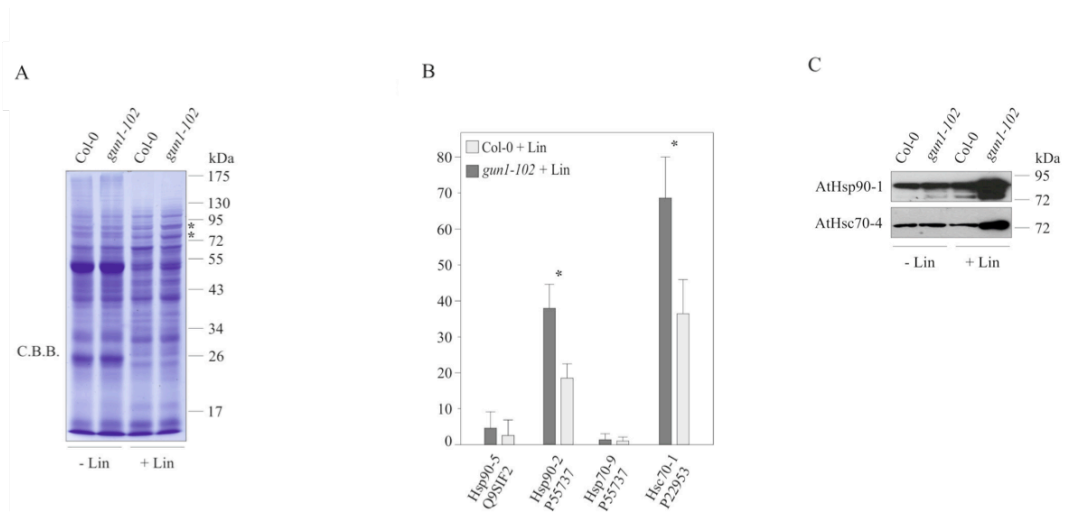 A
Col-0
gun1-102
Col-0
gun1-102
kDa
175
130
95
*
*
72
55
43
34
C.B.B.
26
17
- Lin
+ Lin
B
Col-0 + Lin
gun1-102 + Lin
*
*
80
70
60
50
40
30
20
10
0
Hsp90-5
Q9SIF2
Hsp90-2
P55737
Hsp70-9
P55737
Hsc70-1
P22953
C
Col-0
gun1-102
Col-0
gun1-102
kDa
AtHsp90-1
95
72
AtHsc70-4
72
- Lin
+ Lin